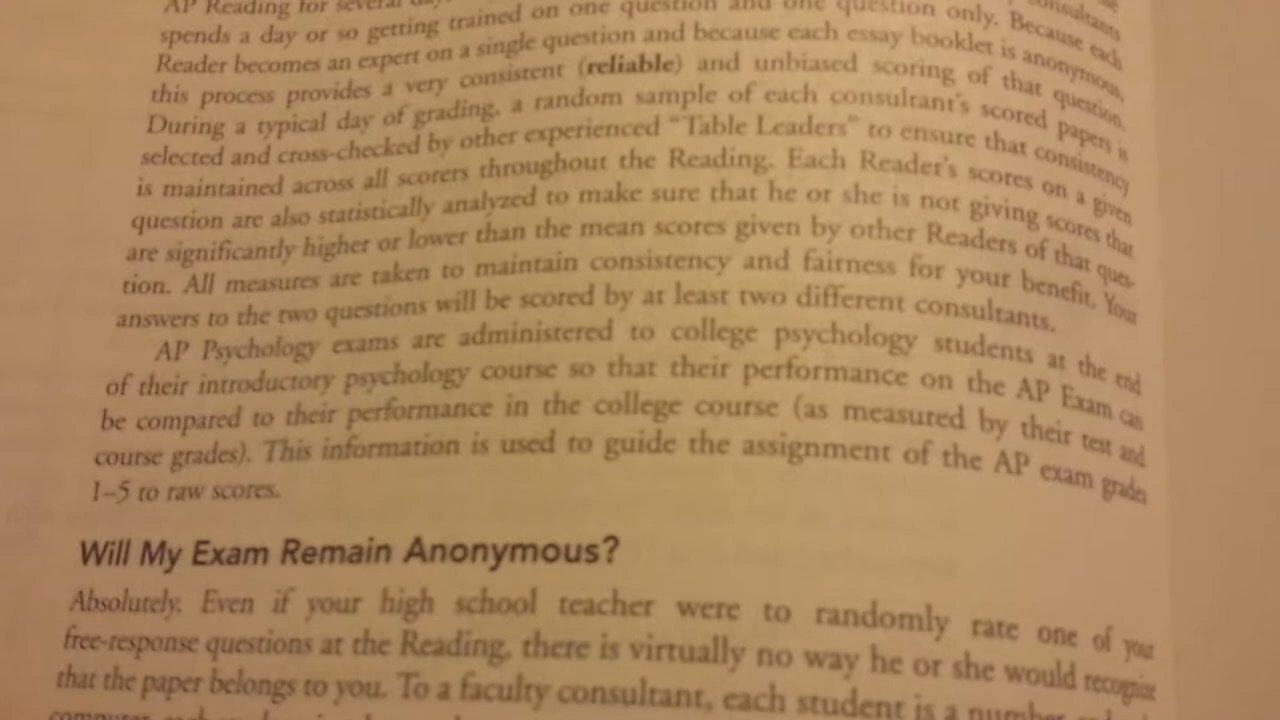 AP Reading for several
spends a day or so getting trained on one question and one question only. Because each
Reader becomes an expert on a single question and because each essay booklet is anonymous,
this process provides a very consistent (reliable) and unbiased scoring of that question.
During a typical day of grading, a random sample of each consultant's scored papers is
selected and cross-checked by other experienced "Table Leaders" to ensure that consistency
is maintained across all scorers throughout the Reading. Each Reader's scores on a given
question are also statistically analyzed to make sure that he or she is not giving scores that
are significantly higher or lower than the mean scores given by other Readers of that ques-
tion. All measures are taken to maintain consistency and fairness for your benefit. Your
answers to the two questions will be scored by at least two different consultants.
AP Psychology exams are administered to college psychology students at the end
of their introductory psychology course so that their performance on the AP Exam can
be compared to their performance in the college course (as measured by their test and
course grades). This information is used to guide the assignment of the AP exam grades
1–5 to raw scores.
Will My Exam Remain Anonymous?
Absolutely. Even if your high school teacher were to randomly rate one of your
free-response questions at the Reading, there is virtually no way he or she would recognize
that the paper belongs to you. To a faculty consultant, each student is a number